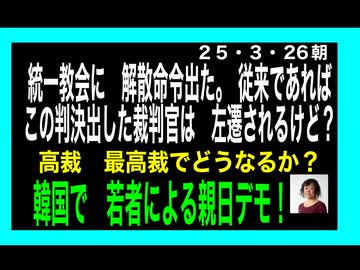 ２５・３・２６朝
統一教会に　解散命令出た。　従来であれば
この判決出した裁判官は　左遷されるけど？
高裁　最高裁でどうなるか？
韓国で　若者による親日デモ！